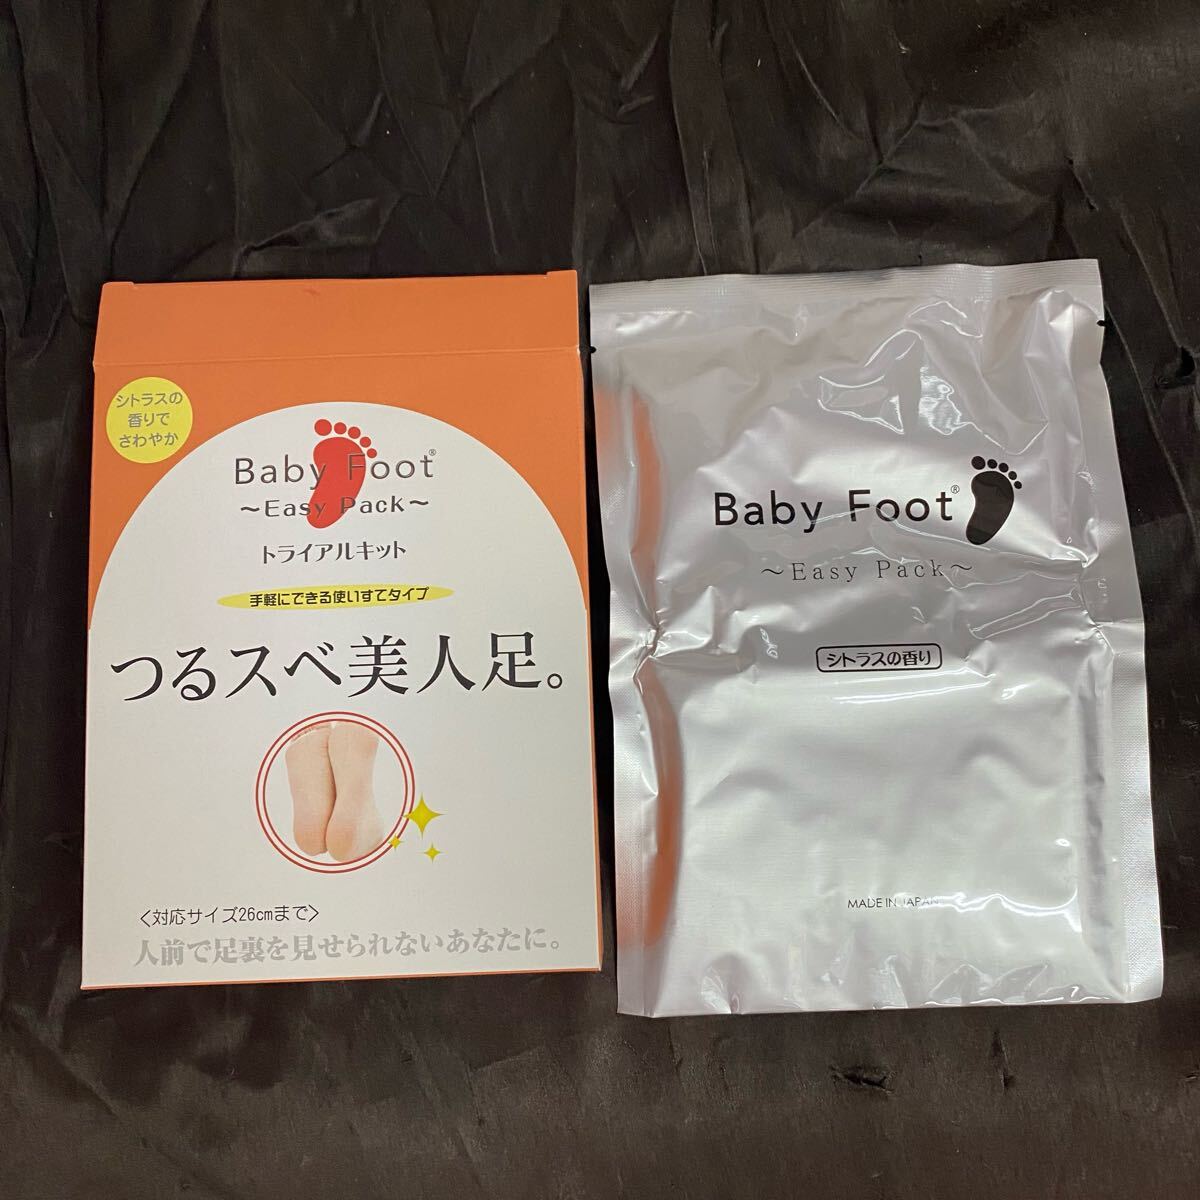 シトラスの
香りで
さわやか
Baby Foot®
～Easy Pack～
トライアルキット
手軽にできる使いすてタイプ
つるスベ美人足。
<対応サイズ26cmまで>
人前で足裏を見せられないあなたに。
Baby Foot®
～Easy Pack～
シトラスの香り
MADE IN JAPAN